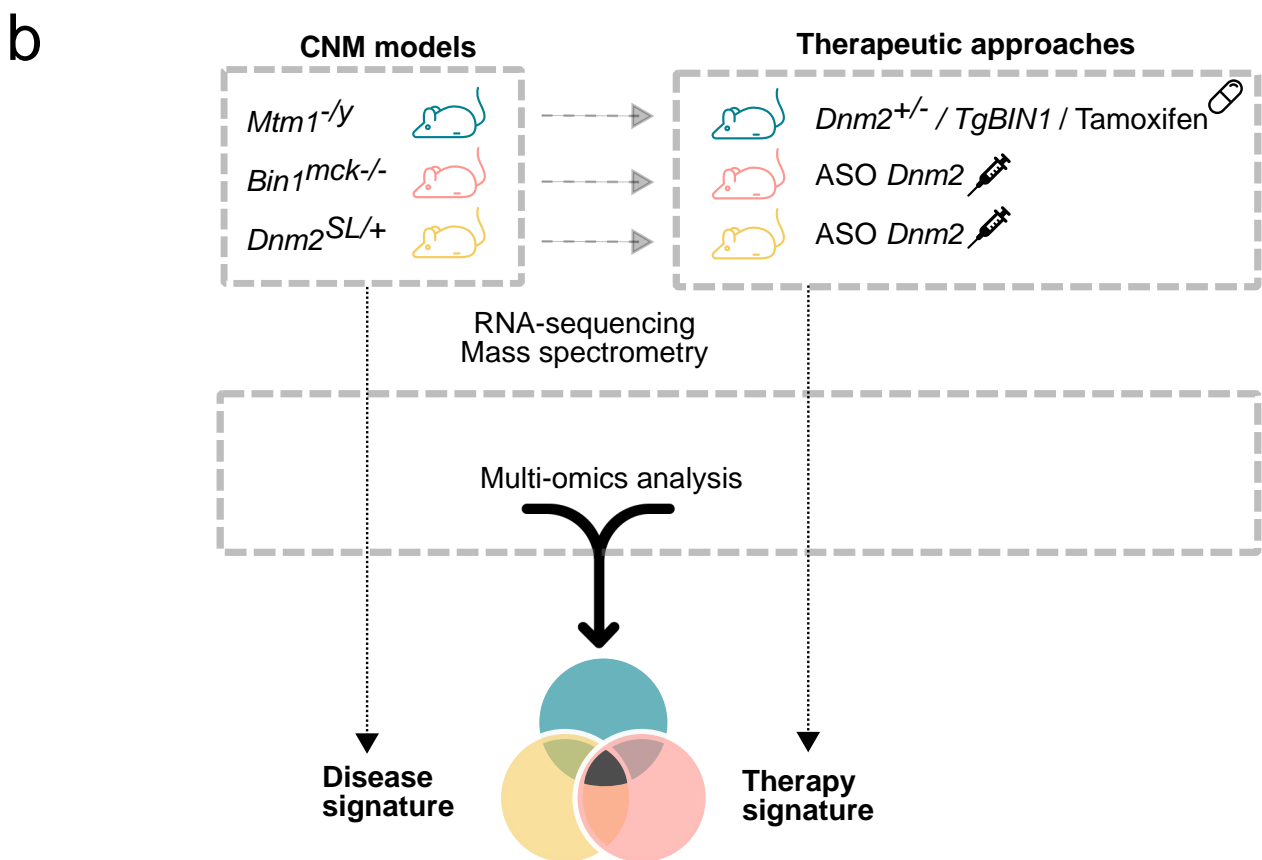 b
CNM models
Therapeutic approaches
Mtm1-/y
Dnm2+/- / TgBIN1 / Tamoxifen
Bin1mck-/-
ASO Dnm2
Dnm2SL/+
ASO Dnm2
RNA-sequencing
Mass spectrometry
Multi-omics analysis
Disease
signature
Therapy
signature